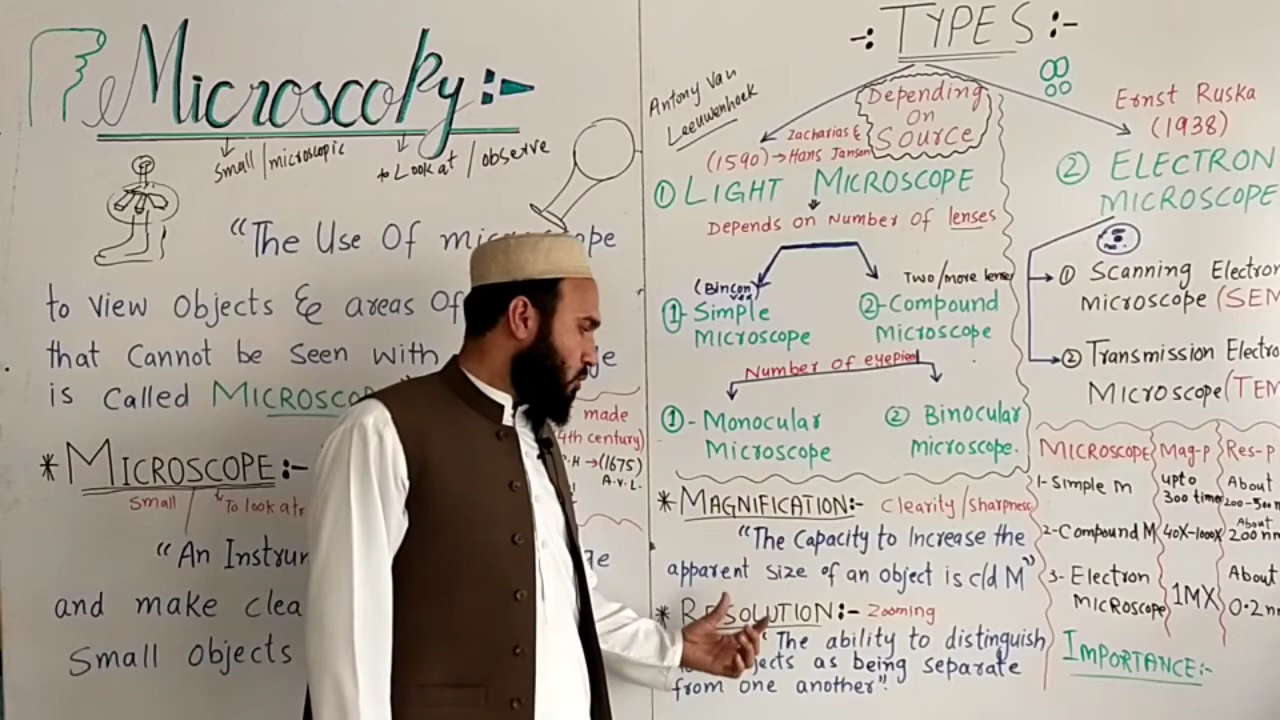 Microscopy:-
Small/microscopic
to Look at / observe
"The Use Of
to view objects & areas Of
that Cannot be Seen with
is Called
* MICROSCOPE:-
Small
To look at
"An
and make
Small objects
made
4th century)
(1675)
A.V.L.
-: TYPES :-
Depending
On
Source
Antony Van
Leeuwenhoek
Zacharias &
(1590) → Hans Janson
① LIGHT MICROSCOPE
Depends on Number of lenses
(Binconvex)
①- Simple
Microscope
Two/more lenses
②-Compound
Microscope
Number of eyepiece
①- Monocular
Microscope
② Binocular
microscope.
Ernst Ruska
(1938)
② ELECTRON
MICROSCOPE
① Scanning Electron
Microscope (SEM
② Transmission Electro
Microscope (TEM
* MAGNIFICATION:- Clearity/Sharpness
"The Capacity to Increase the
apparent Size of an object is c/d M"
* RESOLUTION:- Zooming
"The ability to distinguish
as being separate
from one another".
MICROSCOPE Mag-P Res-P
1- Simple M upto 300 times About 200-500
2-Compound M 40X-1000X About 200 nm
3- Electron Microscope 1MX About 0.2
IMPORTANCE:-